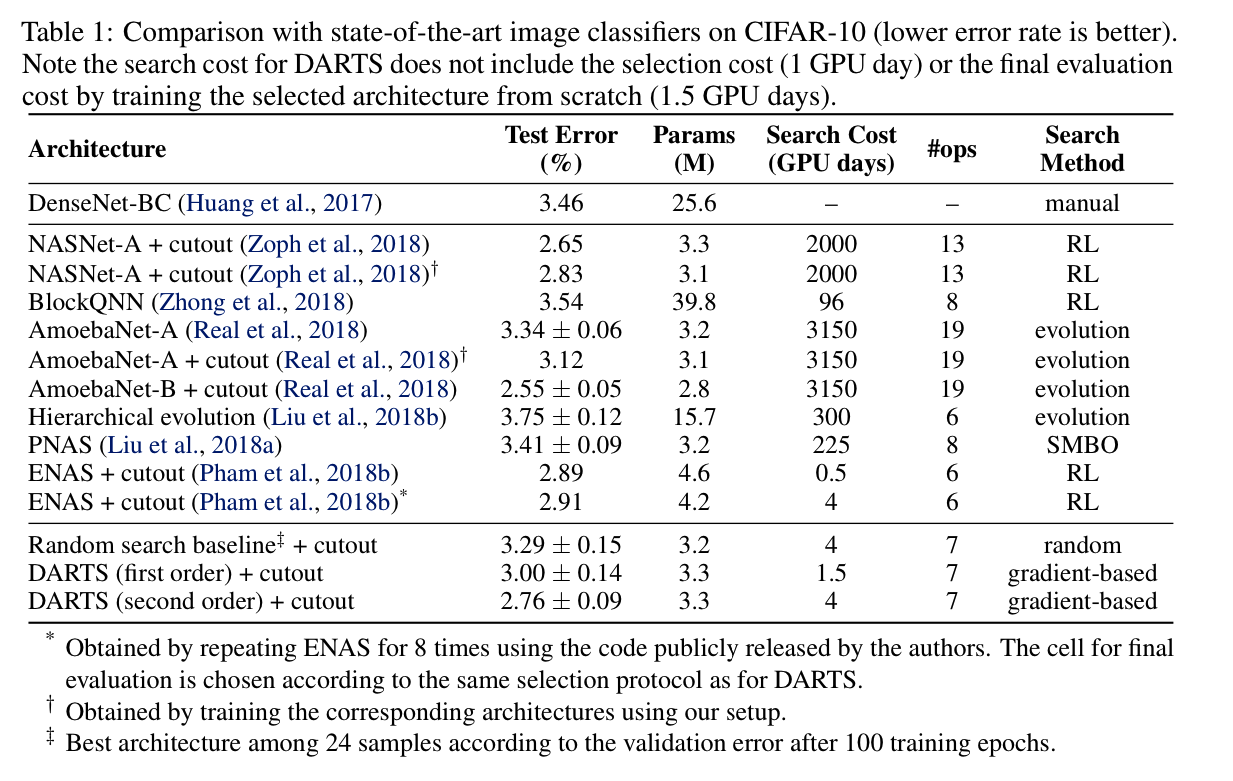 Table 1: Comparison with state-of-the-art image classifiers on CIFAR-10 (lower error rate is better).
Note the search cost for DARTS does not include the selection cost (1 GPU day) or the final evaluation
cost by training the selected architecture from scratch (1.5 GPU days).
Architecture Test Error (%) Params (M) Search Cost (GPU days) #ops Search Method
DenseNet-BC (Huang et al., 2017) 3.46 25.6 – – manual
NASNet-A + cutout (Zoph et al., 2018) 2.65 3.3 2000 13 RL
NASNet-A + cutout (Zoph et al., 2018)† 2.83 3.1 2000 13 RL
BlockQNN (Zhong et al., 2018) 3.54 39.8 96 8 RL
AmoebaNet-A (Real et al., 2018) 3.34 ± 0.06 3.2 3150 19 evolution
AmoebaNet-A + cutout (Real et al., 2018)† 3.12 3.1 3150 19 evolution
AmoebaNet-B + cutout (Real et al., 2018) 2.55 ± 0.05 2.8 3150 19 evolution
Hierarchical evolution (Liu et al., 2018b) 3.75 ± 0.12 15.7 300 6 evolution
PNAS (Liu et al., 2018a) 3.41 ± 0.09 3.2 225 8 SMBO
ENAS + cutout (Pham et al., 2018b) 2.89 4.6 0.5 6 RL
ENAS + cutout (Pham et al., 2018b)* 2.91 4.2 4 6 RL
Random search baseline‡ + cutout 3.29 ± 0.15 3.2 4 7 random
DARTS (first order) + cutout 3.00 ± 0.14 3.3 1.5 7 gradient-based
DARTS (second order) + cutout 2.76 ± 0.09 3.3 4 7 gradient-based
* Obtained by repeating ENAS for 8 times using the code publicly released by the authors. The cell for final
evaluation is chosen according to the same selection protocol as for DARTS.
† Obtained by training the corresponding architectures using our setup.
‡ Best architecture among 24 samples according to the validation error after 100 training epochs.